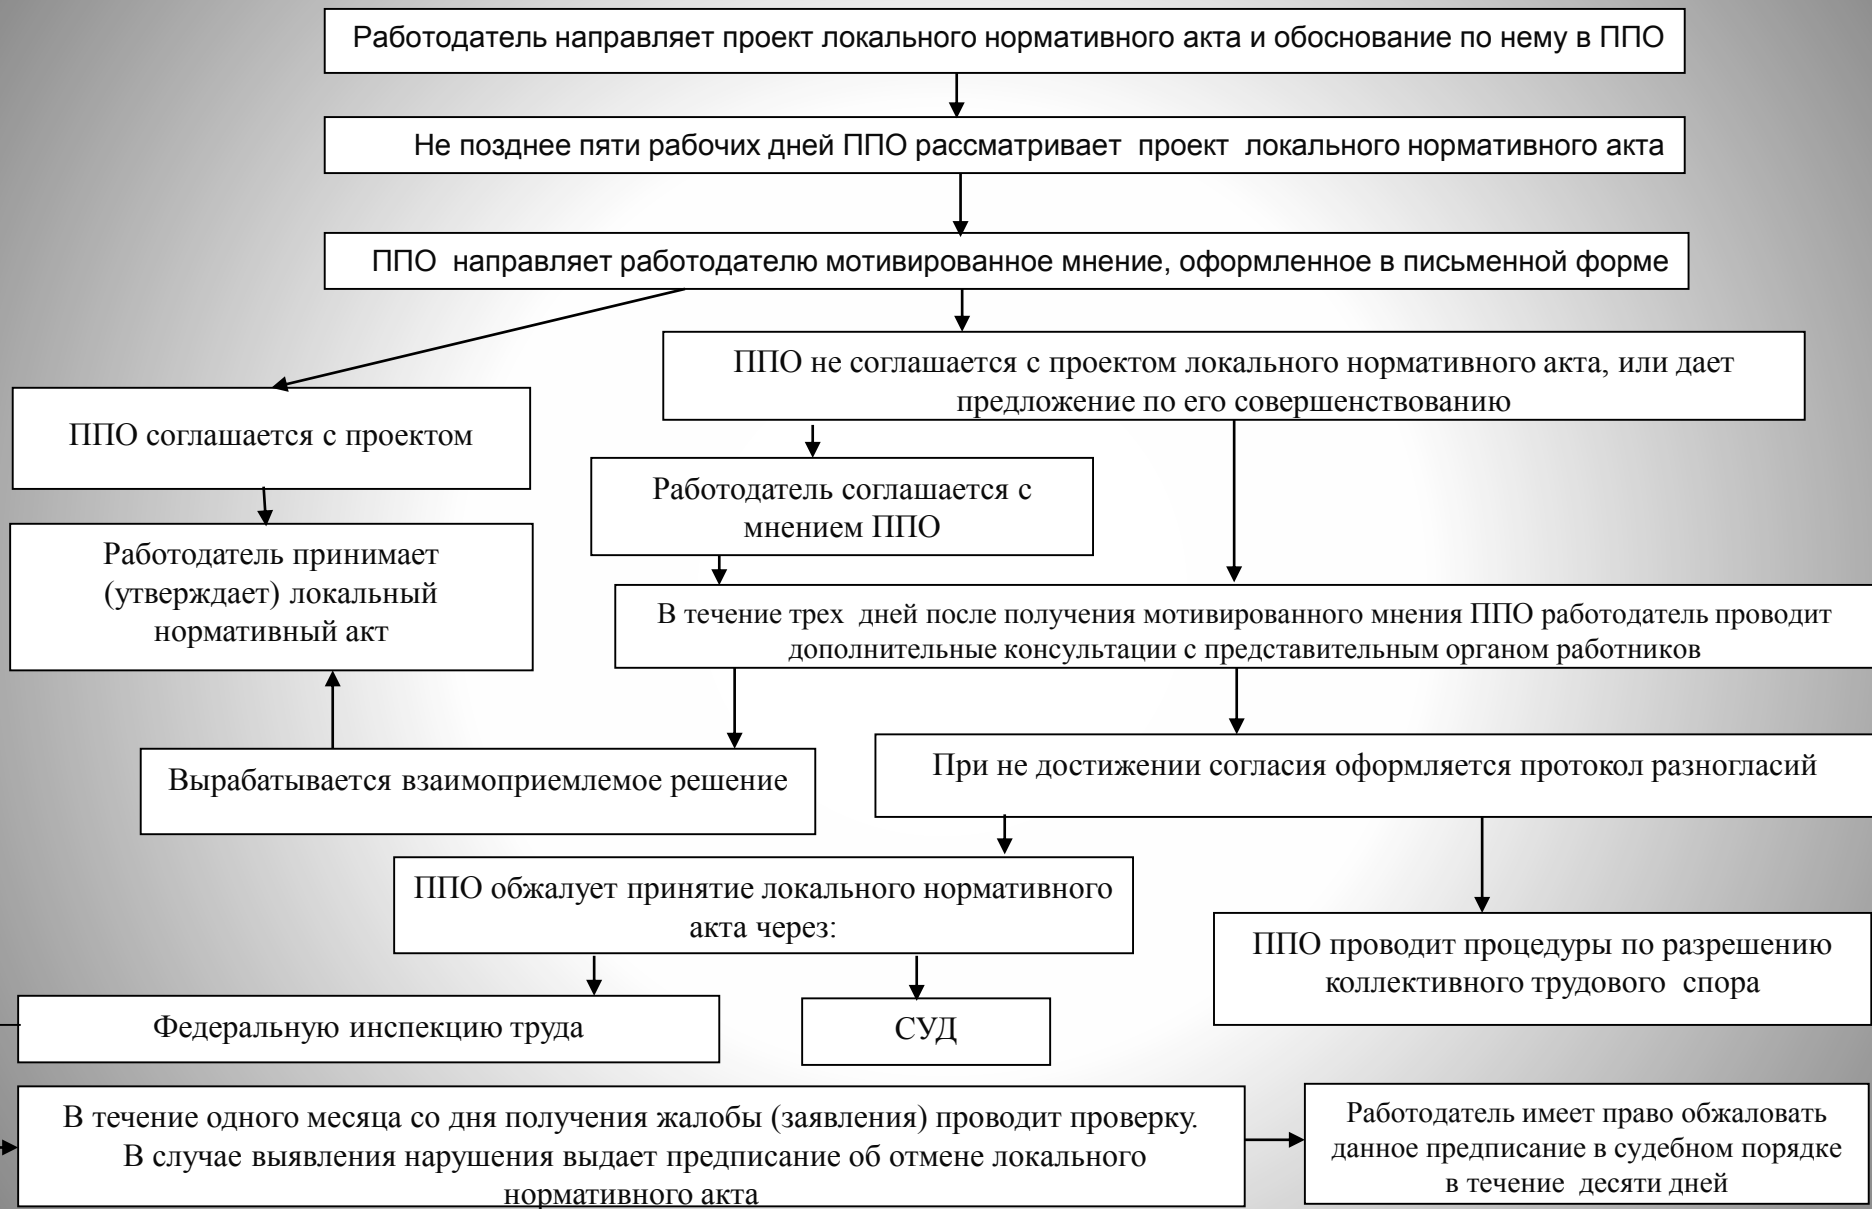 Работодатель направляет проект локального нормативного акта и обоснование по нему в ППО
Не позднее пяти рабочих дней ППО рассматривает проект локального нормативного акта
ППО направляет работодателю мотивированное мнение, оформленное в письменной форме
ППО не соглашается с проектом локального нормативного акта, или дает
предложение по его совершенствованию
ППО соглашается с проектом
Работодатель соглашается с
мнением ППО
Работодатель принимает
(утверждает) локальный
нормативный акт
В течение трех дней после получения мотивированного мнения ППО работодатель проводит
дополнительные консультации с представительным органом работников
Вырабатывается взаимоприемлемое решение
При не достижении согласия оформляется протокол разногласий
ППО обжалует принятие локального нормативного
акта через:
ППО проводит процедуры по разрешению
коллективного трудового спора
Федеральную инспекцию труда
СУД
В течение одного месяца со дня получения жалобы (заявления) проводит проверку.
В случае выявления нарушения выдает предписание об отмене локального
нормативного акта
Работодатель имеет право обжаловать
данное предписание в судебном порядке
в течение десяти дней